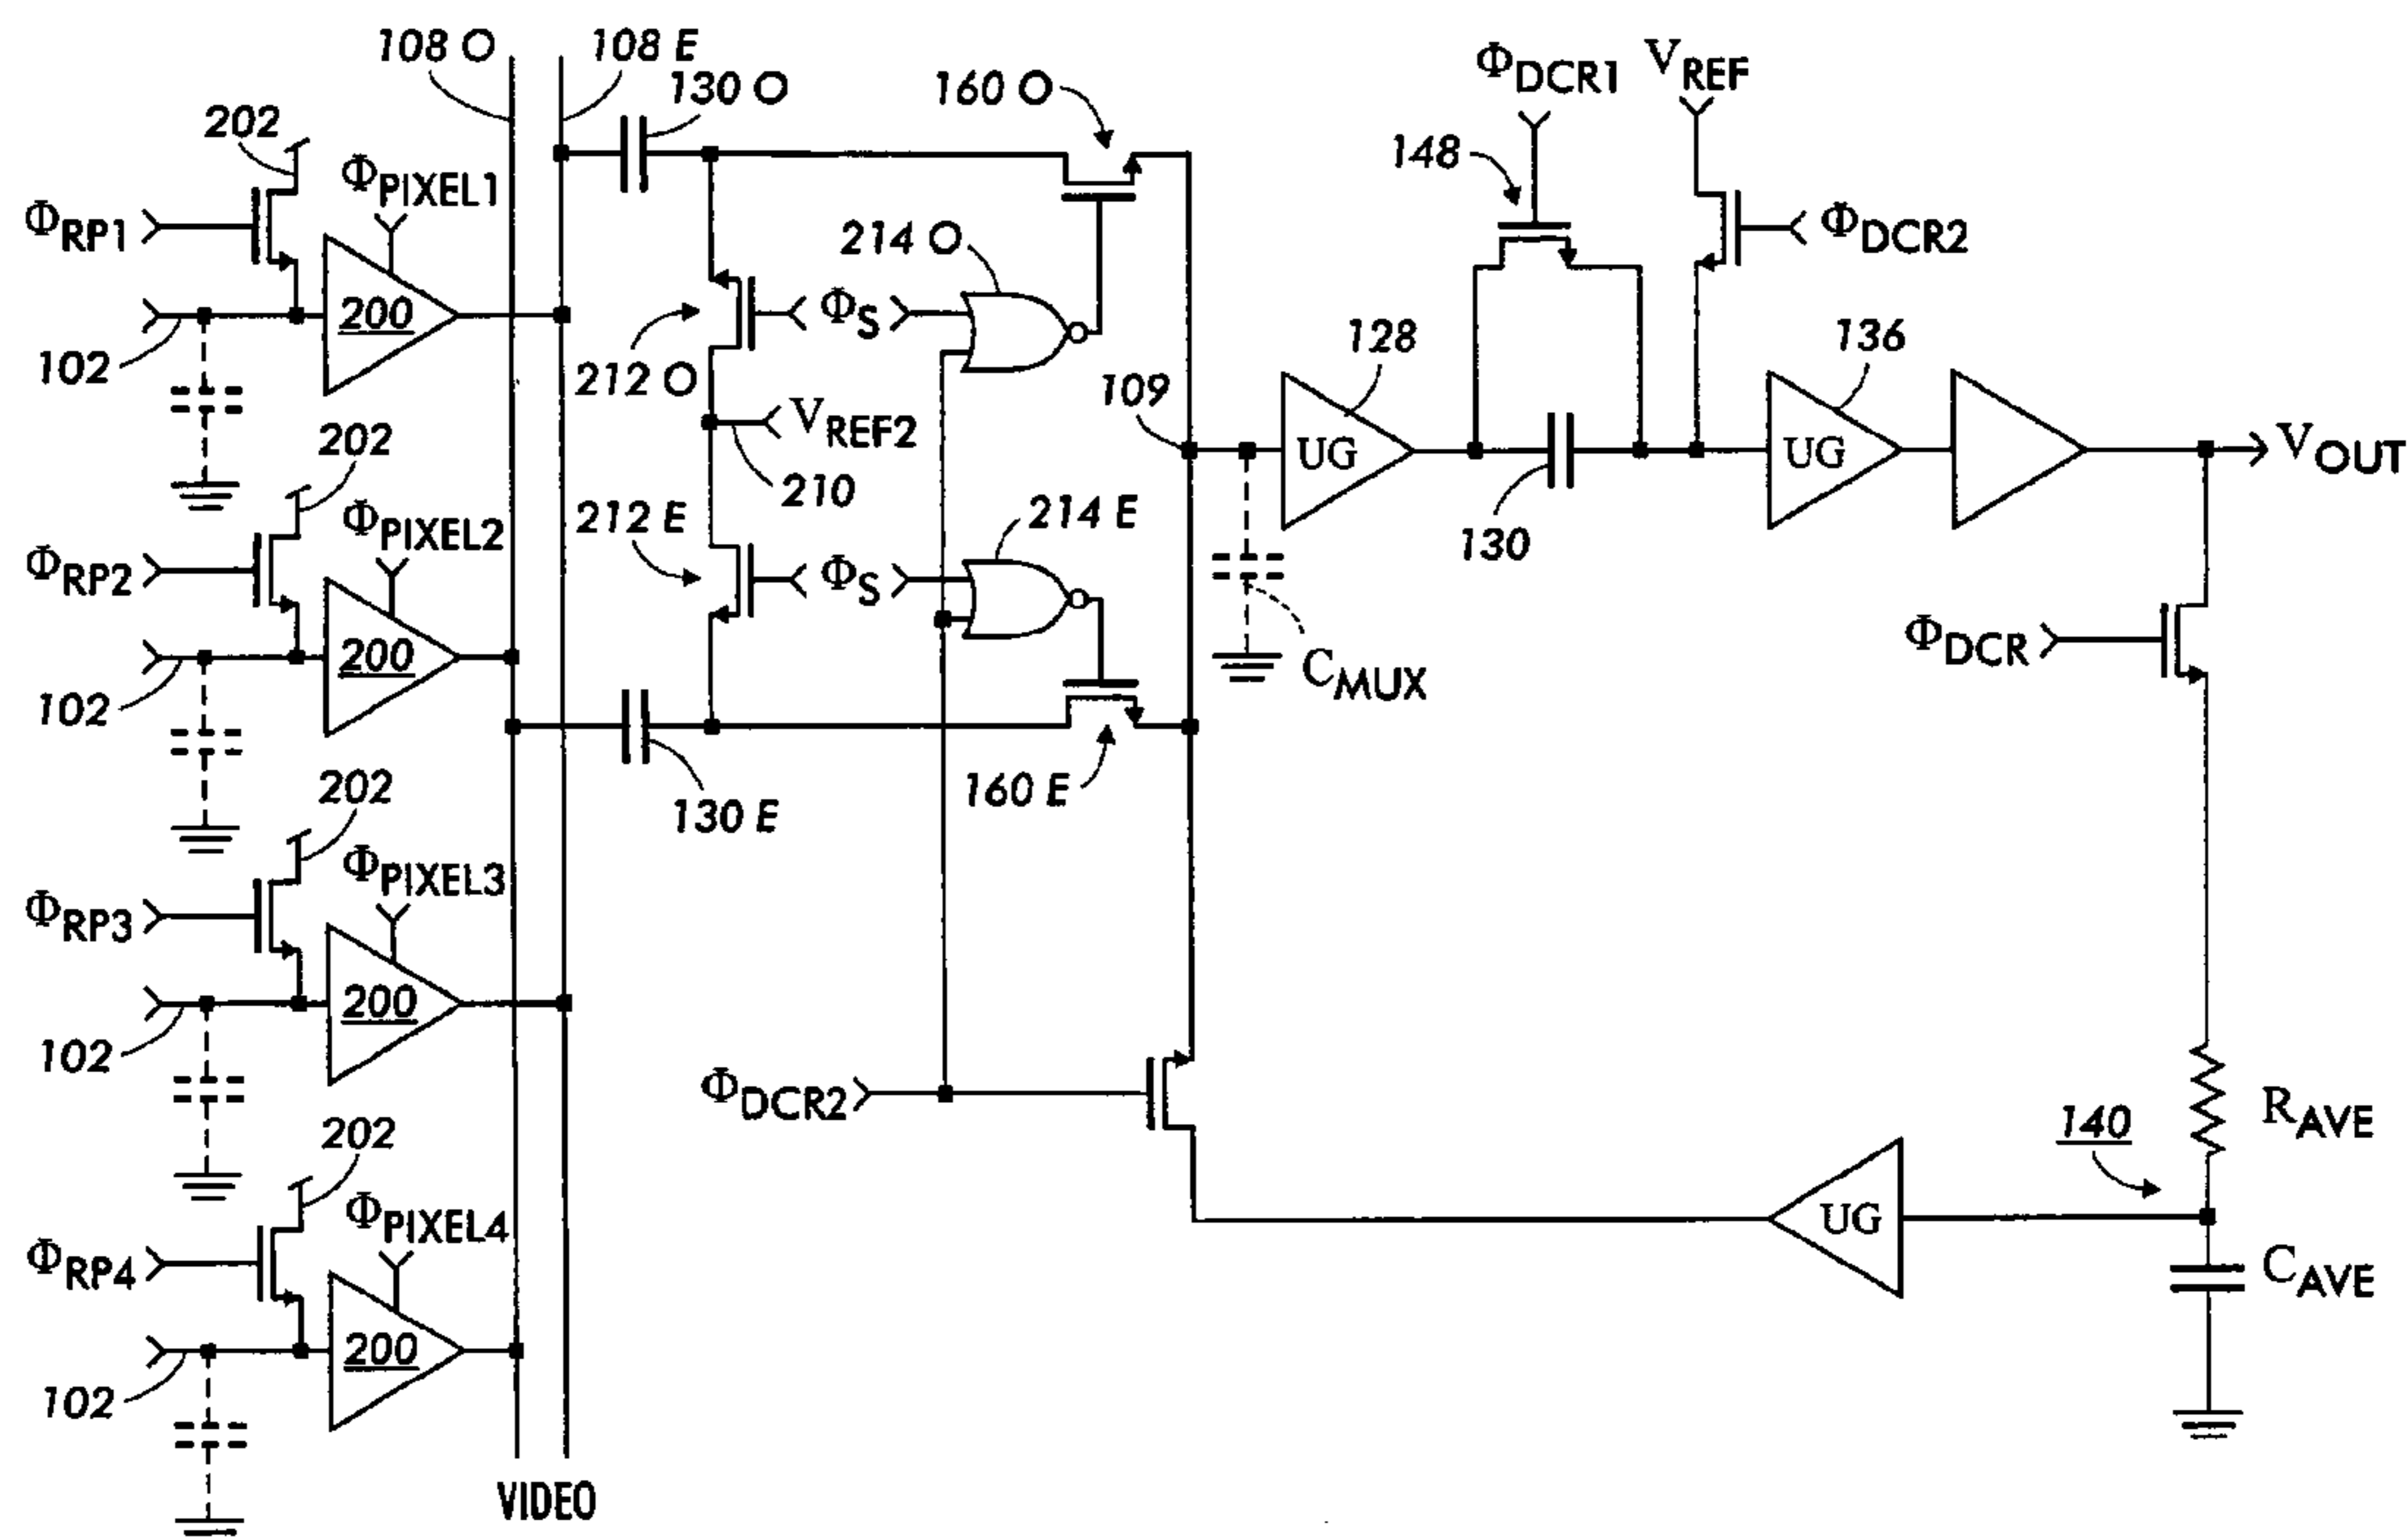 108 O
108 E
130 O
160 O
ΦDCR1
VREF
202
ΦPIXEL1
148
ΦRP1
214 O
ΦDCR2
200
ΦS
128
136
102
212 O
109
VREF2
UG
UG
VOUT
202
210
ΦPIXEL2
212 E
214 E
130
ΦRP2
ΦS
200
ΦDCR
CMUX
102
160 E
202
130 E
ΦPIXEL3
ΦRP3
200
102
ΦDCR2
RAVE
140
202
ΦPIXEL4
UG
ΦRP4
CAVE
200
102
VIDEO